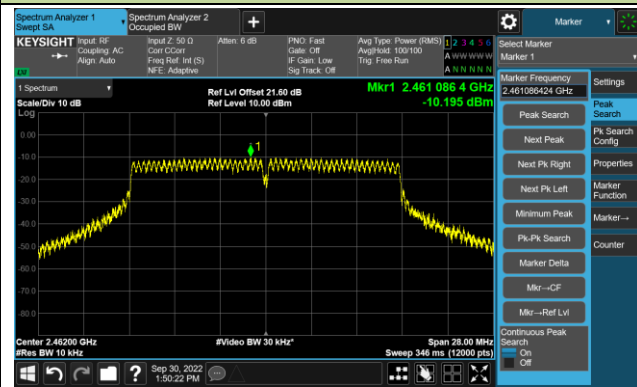 Spectrum Analyzer 1
Swept SA
Spectrum Analyzer 2
Occupied BW
+
Marker
KEYSIGHT
Input: RF
Coupling: AC
Align: Auto
Input Z: 50 Ω
Corr CCorr
Freq Ref: Int (S)
NFE: Adaptive
Atten: 6 dB
PNO: Fast
Gate: Off
IF Gain: Low
Sig Track: Off
Avg Type: Power (RMS)
Avg|Hold: 100/100
Trig: Free Run
1 2 3 4 5 6
A W W W W W
A N N N N N
Select Marker
Marker 1
LXI
1 Spectrum
Scale/Div 10 dB
Log
Ref Lvl Offset 21.60 dB
Ref Level 10.00 dBm
Mkr1 2.461 086 4 GHz
-10.195 dBm
0.00
-10.0
-20.0
-30.0
-40.0
-50.0
-60.0
-70.0
-80.0
1
Center 2.46200 GHz
#Res BW 10 kHz
#Video BW 30 kHz*
Span 28.00 MHz
Sweep 346 ms (12000 pts)
Marker Frequency
2.461086424 GHz
Peak Search
Next Peak
Next Pk Right
Next Pk Left
Minimum Peak
Pk-Pk Search
Marker Delta
Mkr→CF
Mkr→Ref Lvl
Continuous Peak
Search
On
Off
Settings
Peak
Search
Pk Search
Config
Properties
Marker
Function
Marker→
Counter
?
Sep 30, 2022
1:50:22 PM